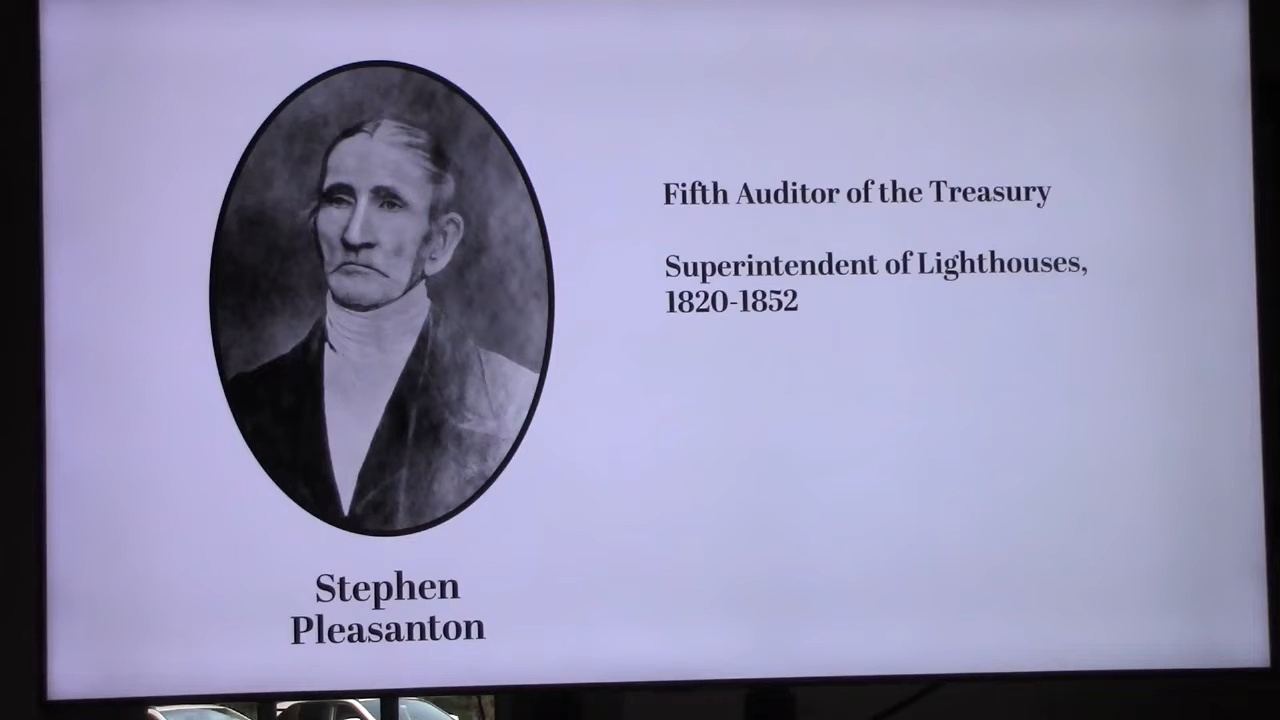 Fifth Auditor of the Treasury
Superintendent of Lighthouses,
1820-1852
Stephen
Pleasanton